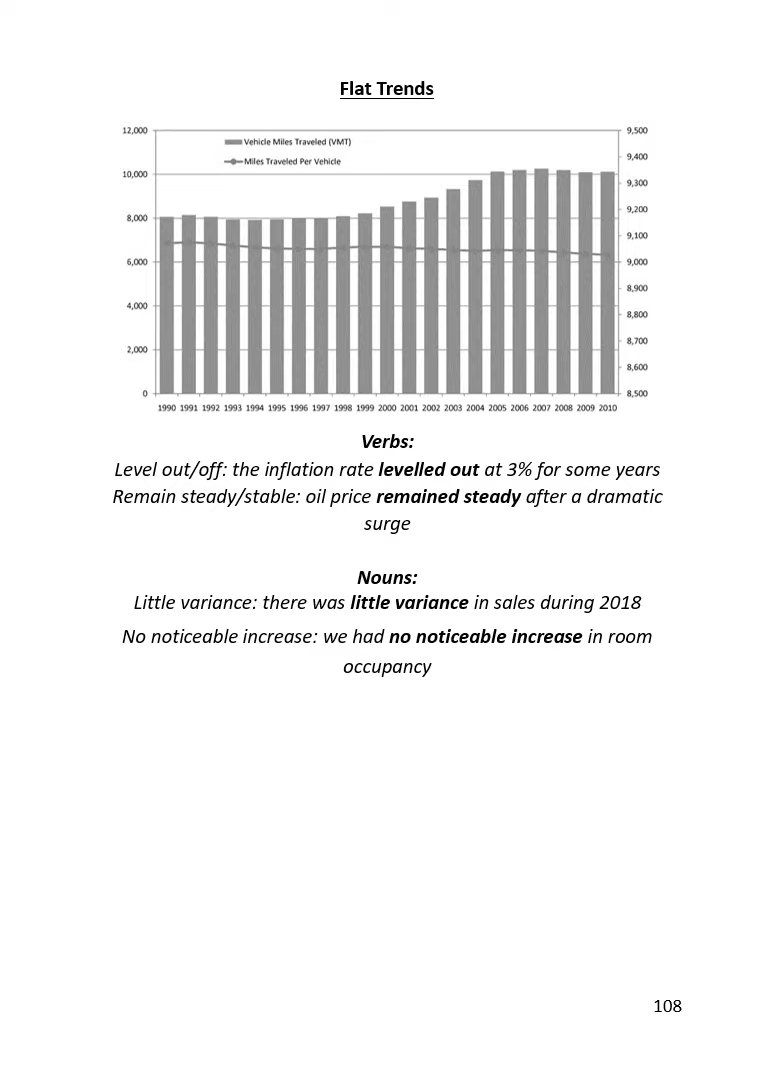 Flat Trends
12,000
10,000
8,000
6,000
4,000
2,000
0
Vehicle Miles Traveled (VMT)
Miles Traveled Per Vehicle
9,500
9,400
9,300
9,200
9,100
9,000
8,900
8,800
8,700
8,600
8,500
1990 1991 1992 1993 1994 1995 1996 1997 1998 1999 2000 2001 2002 2003 2004 2005 2006 2007 2008 2009 2010
Verbs:
Level out/off: the inflation rate levelled out at 3% for some years
Remain steady/stable: oil price remained steady after a dramatic
surge
Nouns:
Little variance: there was little variance in sales during 2018
No noticeable increase: we had no noticeable increase in room
occupancy
108